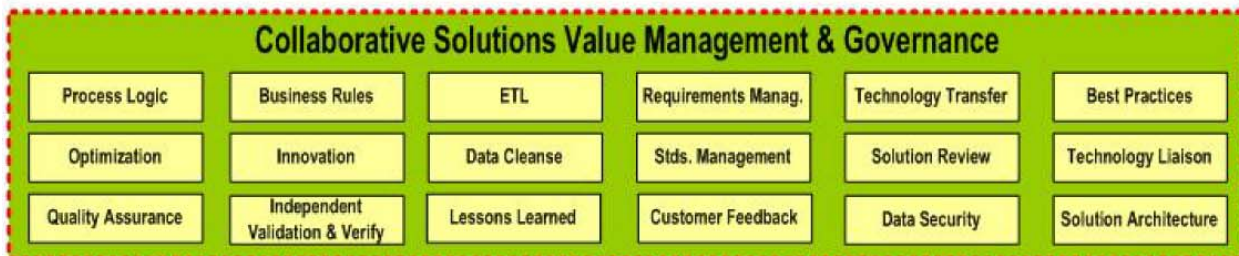 Collaborative Solutions Value Management & Governance
Process Logic
Business Rules
ETL
Requirements Manag.
Technology Transfer
Best Practices
Optimization
Innovation
Data Cleanse
Stds. Management
Solution Review
Technology Liaison
Quality Assurance
Independent
Validation & Verify
Lessons Learned
Customer Feedback
Data Security
Solution Architecture